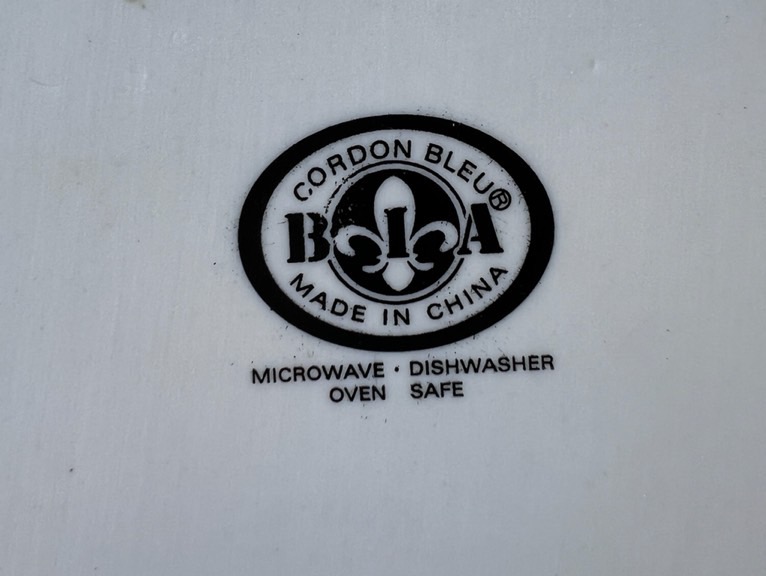 CORDON BLEU®
BIA
MADE IN CHINA
MICROWAVE · DISHWASHER
OVEN SAFE